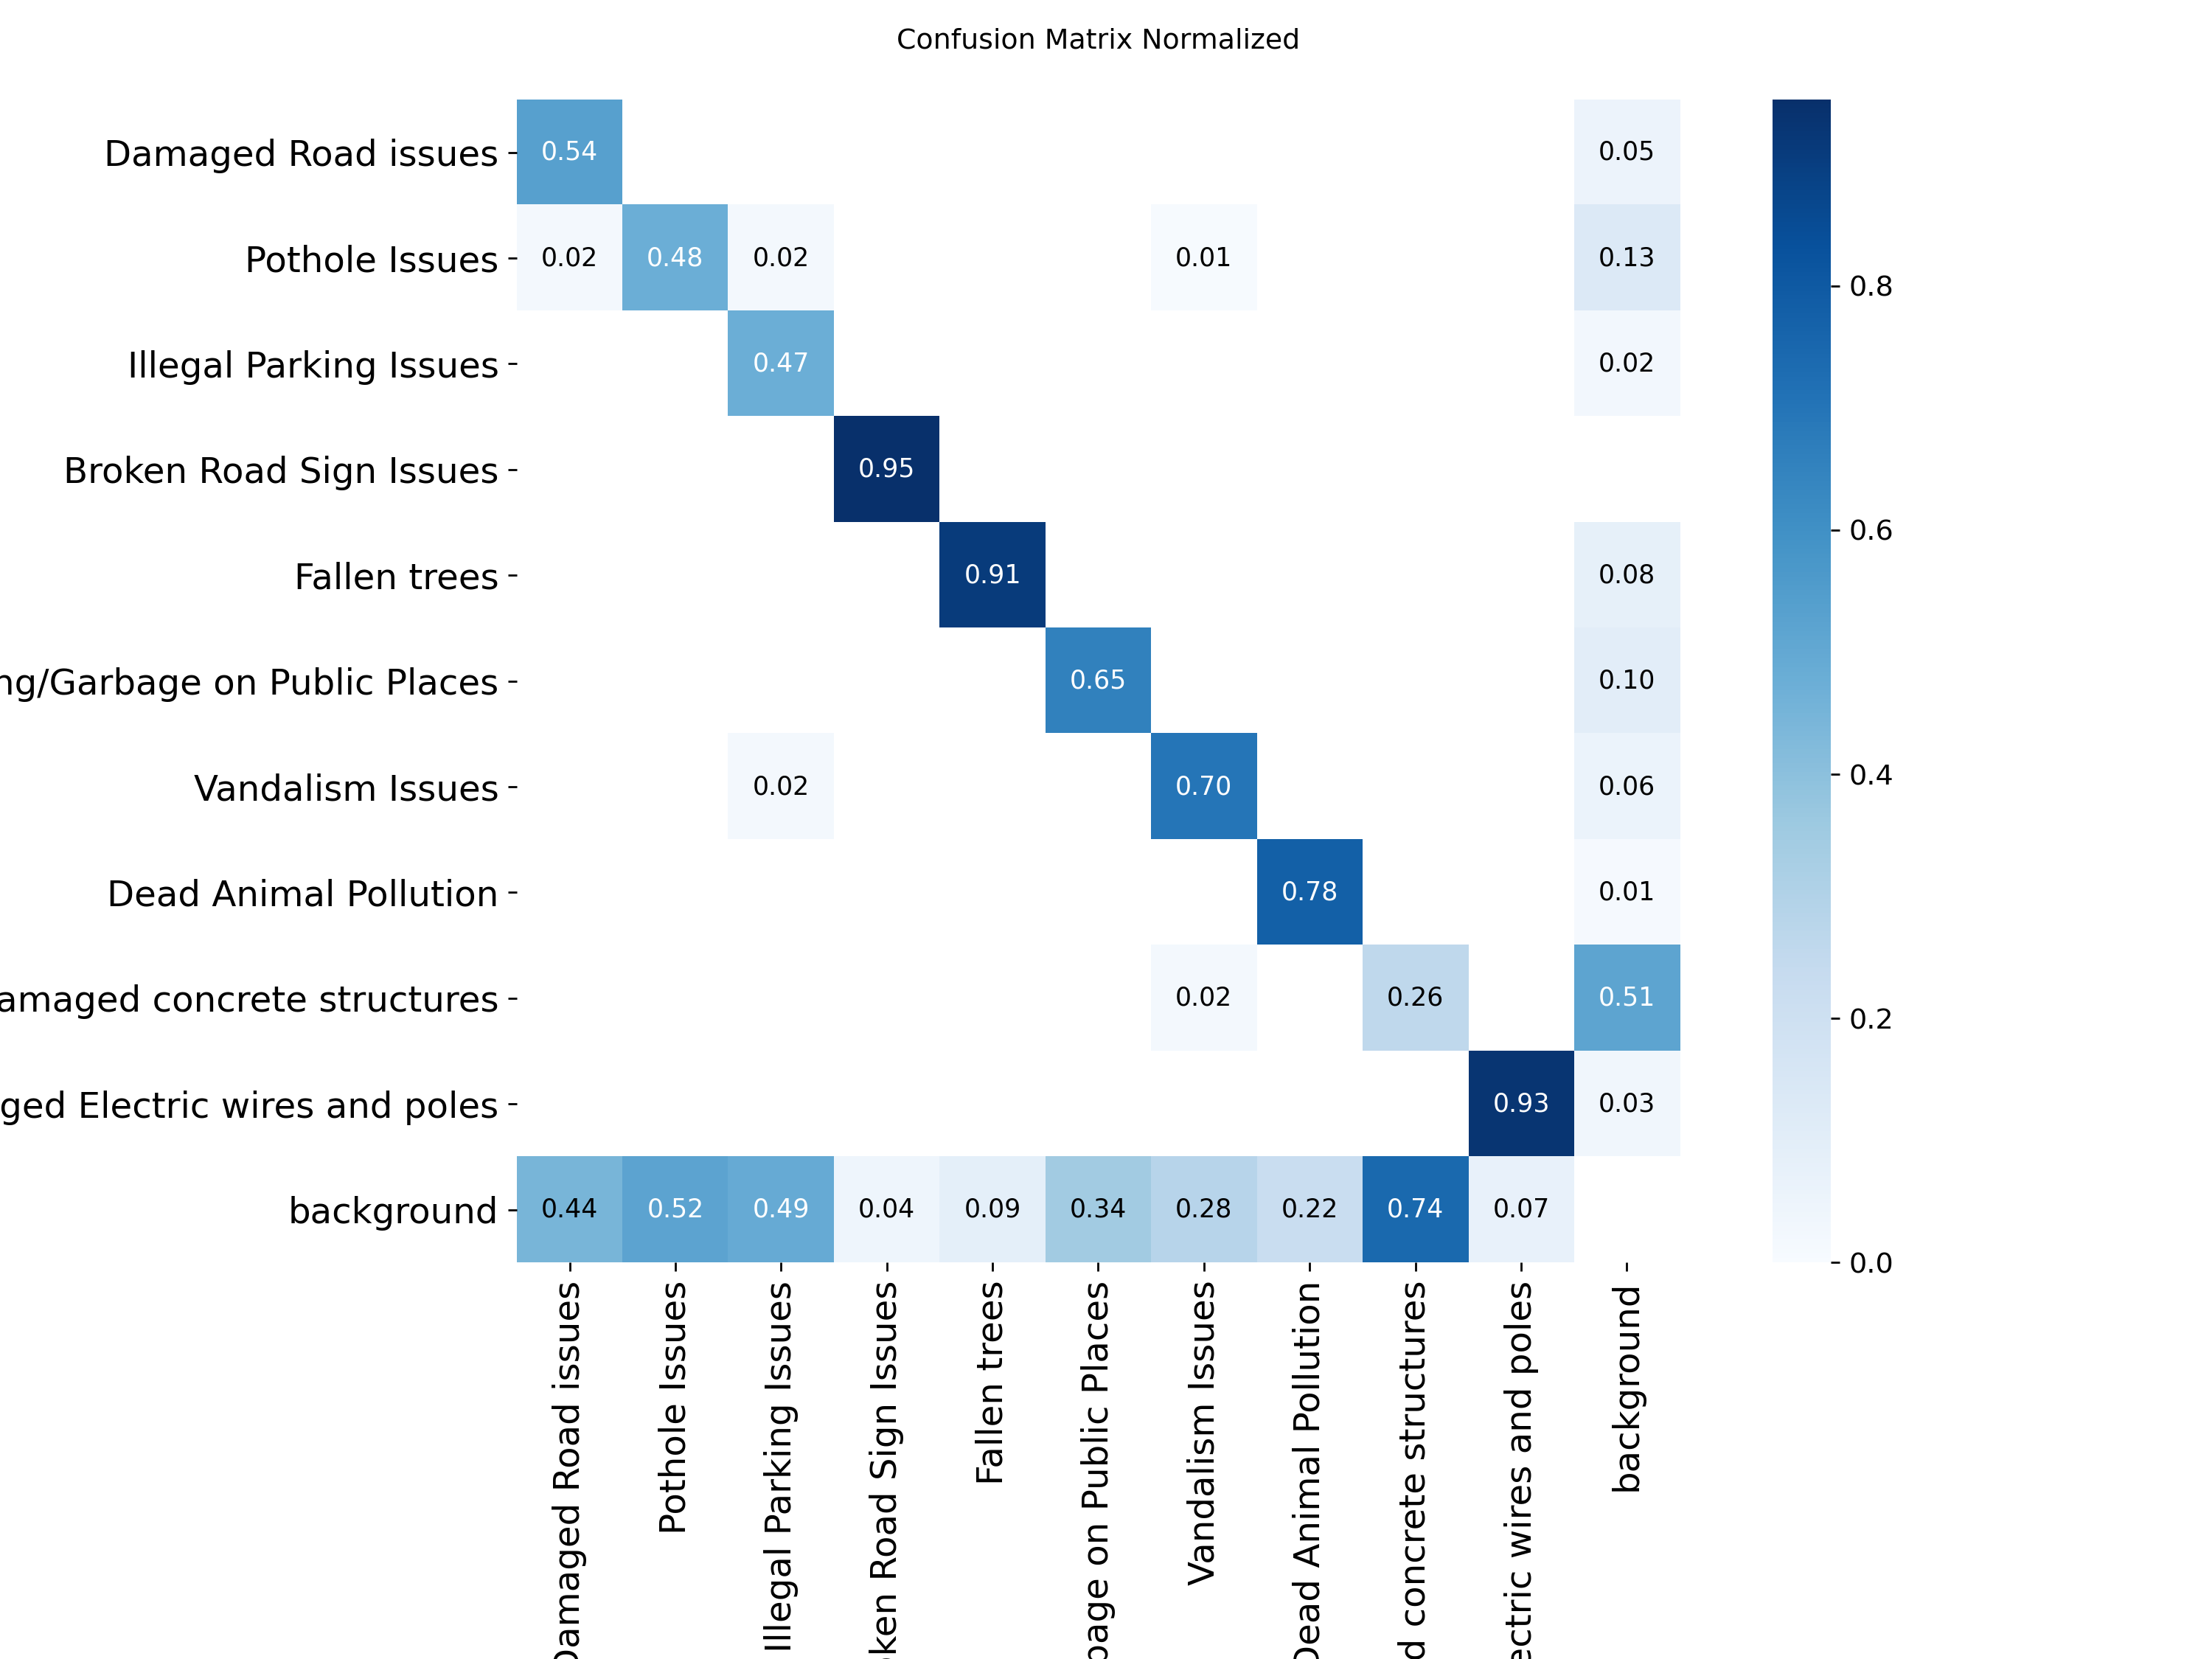 Confusion Matrix Normalized
Damaged Road issues 0.54 0.05
Pothole Issues 0.02 0.48 0.02 0.01 0.13
0.8
Illegal Parking Issues 0.47 0.02
Broken Road Sign Issues 0.95
0.6
Fallen trees 0.91 0.08
/Garbage on Public Places 0.65 0.10
0.4
Vandalism Issues 0.02 0.70 0.06
Dead Animal Pollution 0.78 0.01
concrete structures 0.02 0.26 0.51
0.2
Electric wires and poles 0.93 0.03
background 0.44 0.52 0.49 0.04 0.09 0.34 0.28 0.22 0.74 0.07
0.0
Damaged Road issues
Pothole Issues
Illegal Parking Issues
Road Sign Issues
Fallen trees
on Public Places
Vandalism Issues
Dead Animal Pollution
concrete structures
wires and poles
background